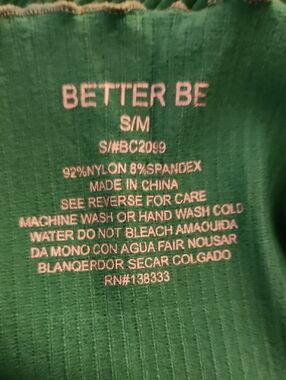 BETTER BE
S/M
S/#BC2099
92%NYLON 8%SPANDEX
MADE IN CHINA
SEE REVERSE FOR CARE
MACHINE WASH OR HAND WASH COLD
WATER DO NOT BLEACH AMAOUIDA
DA MONO CON AGUA FAIR NOUSAR
BLANQERDOR SECAR COLGADO
RN#138333